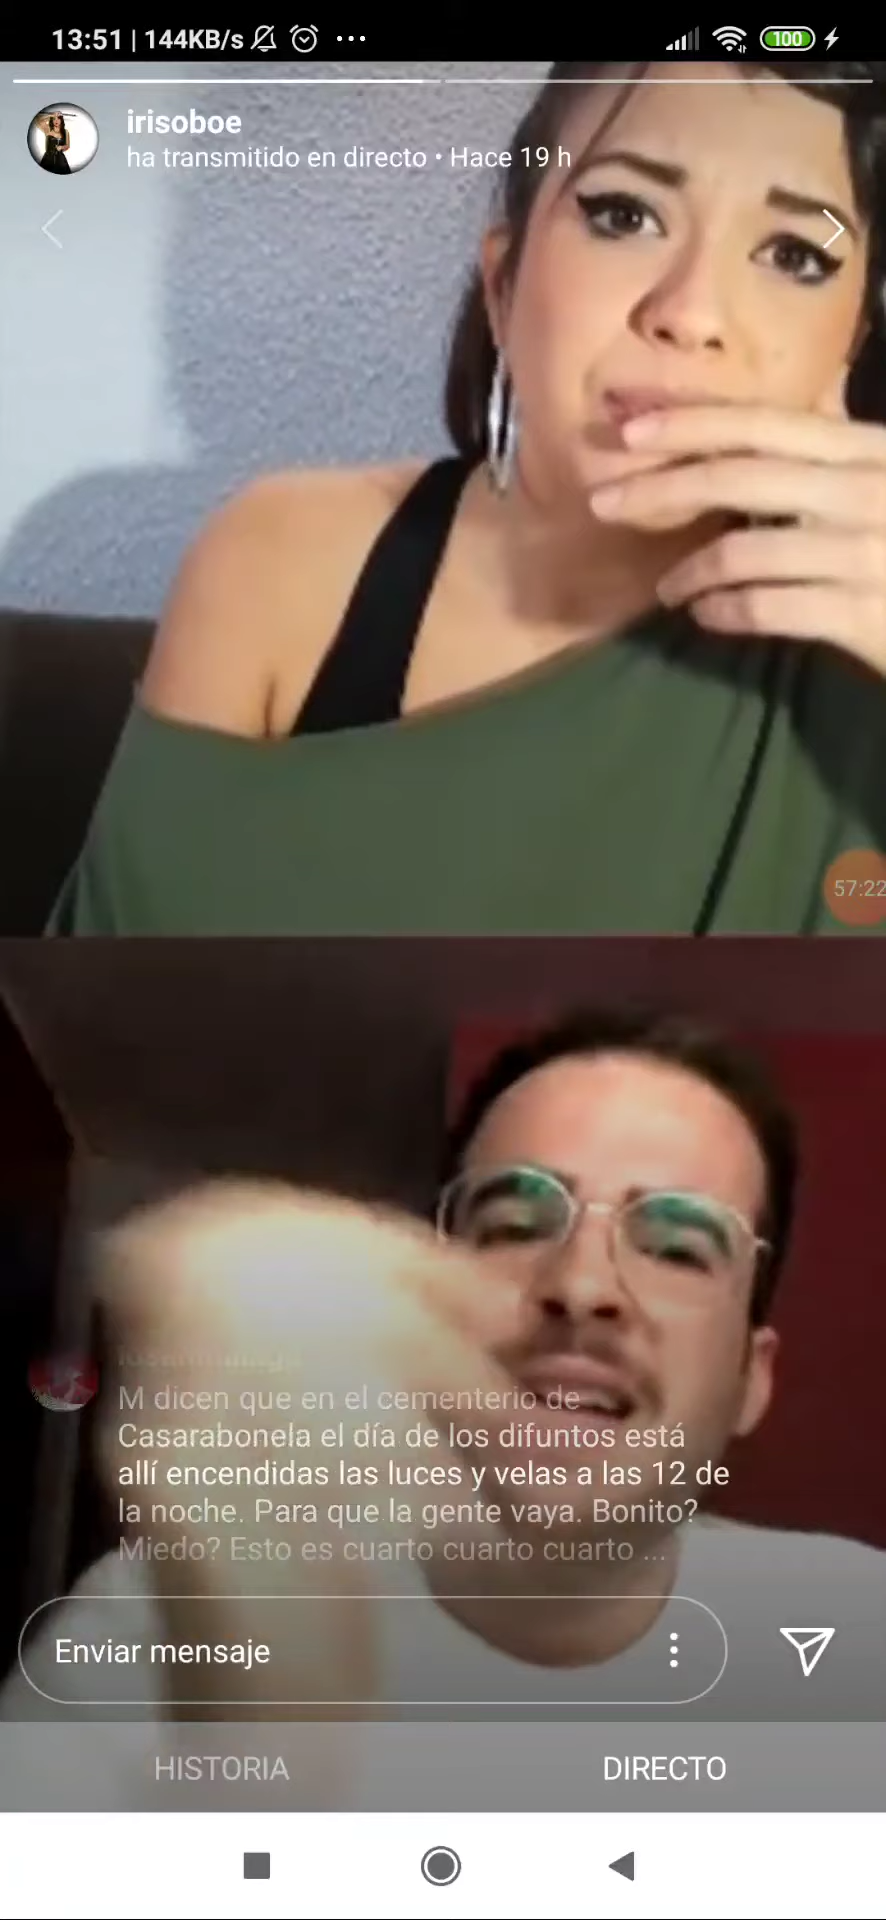 13:51 | 144KB/s
100
irisoboe
ha transmitido en directo • Hace 19 h
57:22
M dicen que en el cementerio de
Casarabonela el día de los difuntos está
allí encendidas las luces y velas a las 12 de
la noche. Para que la gente vaya. Bonito?
Miedo? Esto es cuarto cuarto cuarto ...
Enviar mensaje
HISTORIA
DIRECTO